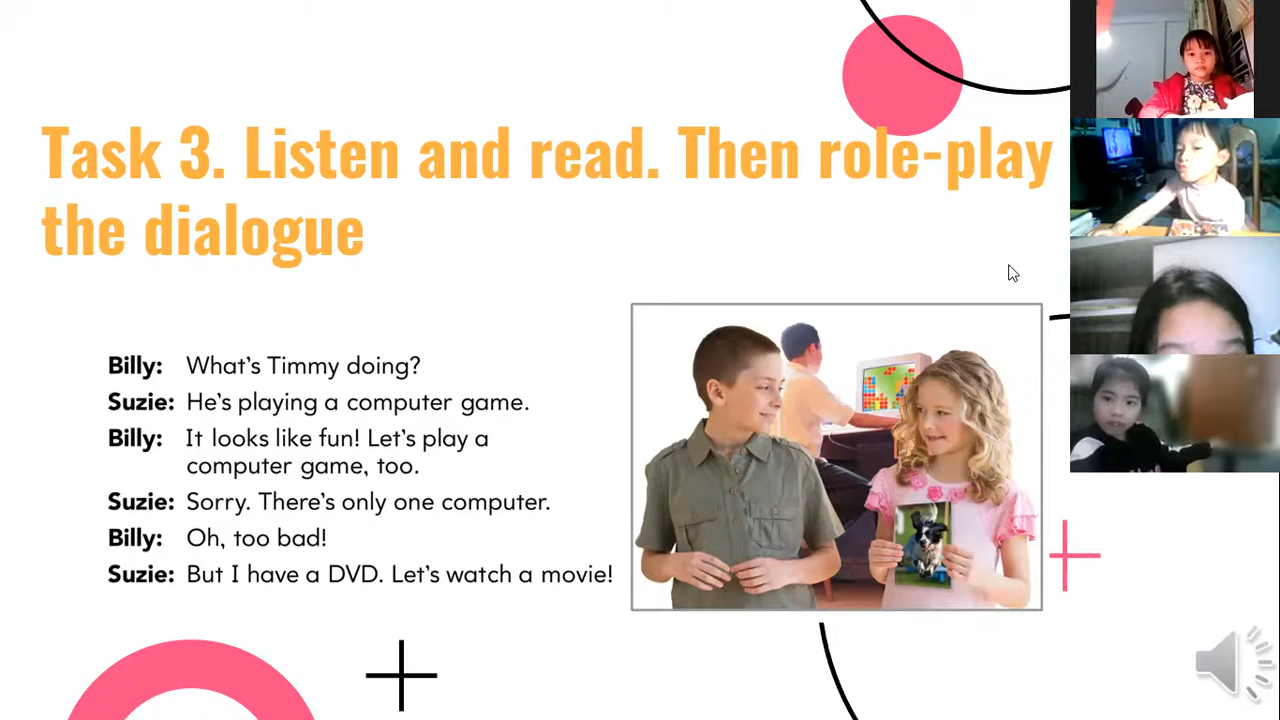 Task 3. Listen and read. Then role-play
the dialogue
Billy: What's Timmy doing?
Suzie: He's playing a computer game.
Billy: It looks like fun! Let's play a
computer game, too.
Suzie: Sorry. There's only one computer.
Billy: Oh, too bad!
Suzie: But I have a DVD. Let's watch a movie!